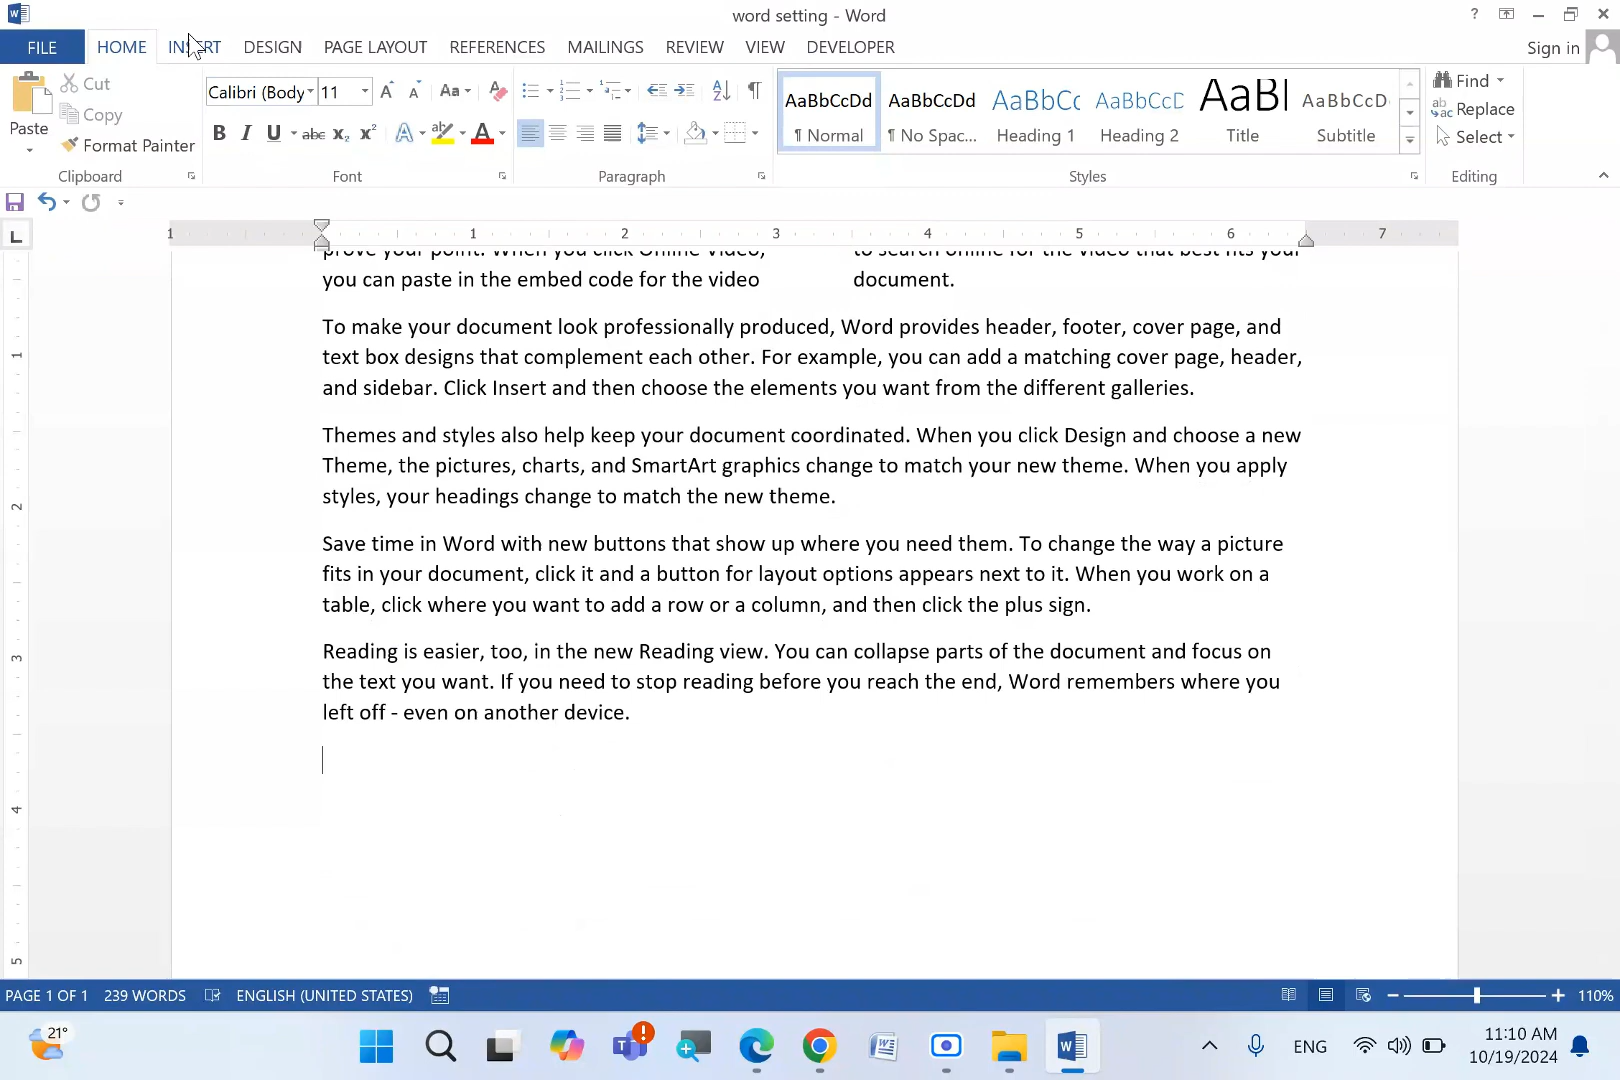 word setting - Word
?
FILE HOME INSERT DESIGN PAGE LAYOUT REFERENCES MAILINGS REVIEW VIEW DEVELOPER
Sign in
Paste
Cut
Copy
Format Painter
Clipboard
Calibri (Body
11
Aa
B I U abc x₂ x²
A A
Font
Paragraph
AaBbCcDd
¶ Normal
AaBbCcDd
¶ No Spac...
AaBbCc
Heading 1
AaBbCcD
Heading 2
AaBl
Title
AaBbCcD
Subtitle
Styles
Find
Replace
Select
Editing
L
1 1 2 3 4 5 6 7
prove your point. When you click Online Video,
you can paste in the embed code for the video
to search online for the video that best fits your
document.
To make your document look professionally produced, Word provides header, footer, cover page, and
text box designs that complement each other. For example, you can add a matching cover page, header,
and sidebar. Click Insert and then choose the elements you want from the different galleries.
Themes and styles also help keep your document coordinated. When you click Design and choose a new
Theme, the pictures, charts, and SmartArt graphics change to match your new theme. When you apply
styles, your headings change to match the new theme.
Save time in Word with new buttons that show up where you need them. To change the way a picture
fits in your document, click it and a button for layout options appears next to it. When you work on a
table, click where you want to add a row or a column, and then click the plus sign.
Reading is easier, too, in the new Reading view. You can collapse parts of the document and focus on
the text you want. If you need to stop reading before you reach the end, Word remembers where you
left off - even on another device.
1
2
3
4
5
PAGE 1 OF 1 239 WORDS ENGLISH (UNITED STATES)
110%
21°
ENG
11:10 AM
10/19/2024